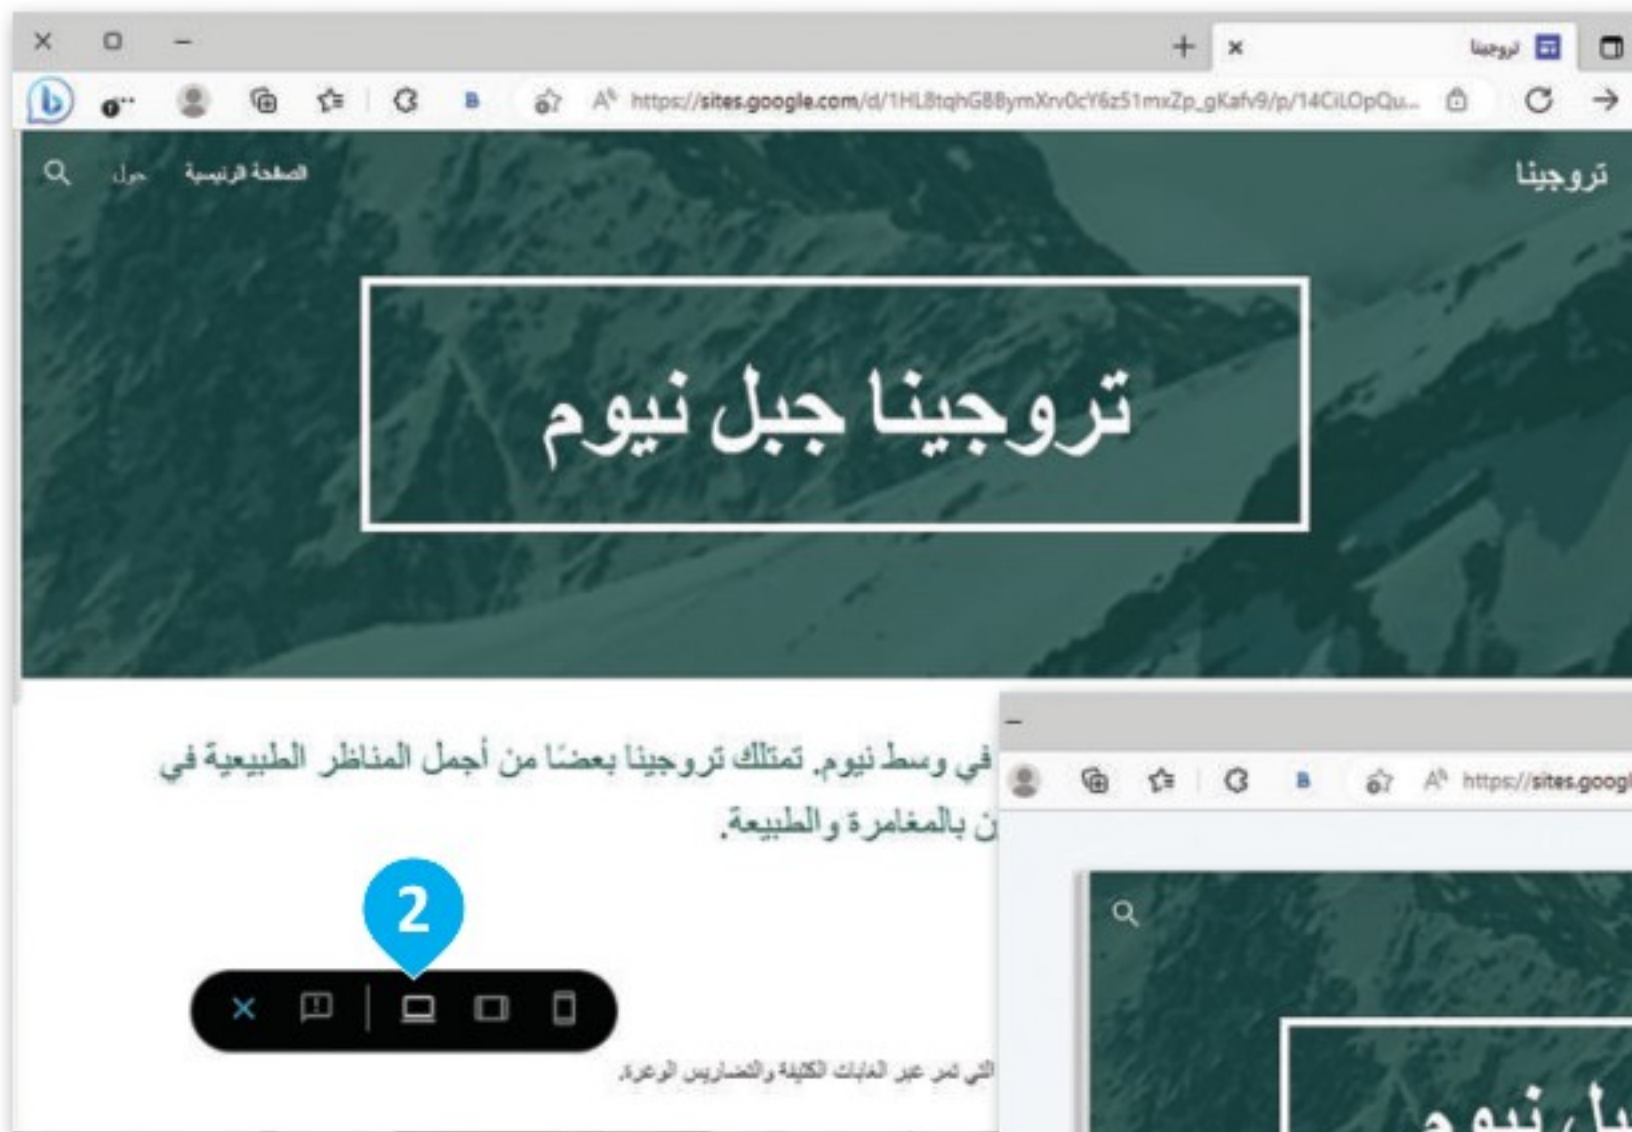 تروجينا
https://sites.google.com/d/1HL8tqhG8BymXrv0cY6z51mxZp_gKafv9/p/14CiLOpQu...
تروجينا
الصفحة الرئيسية
حول
تروجينا جبل نيوم
في وسط نيوم. تمتلك تروجينا بعضًا من أجمل المناظر الطبيعية في
ن بالمغامرة والطبيعة.
2
التي تمر عبر الغابات الكثيفة والتضاريس الوعرة.
https://sites.googl
بل نيوم